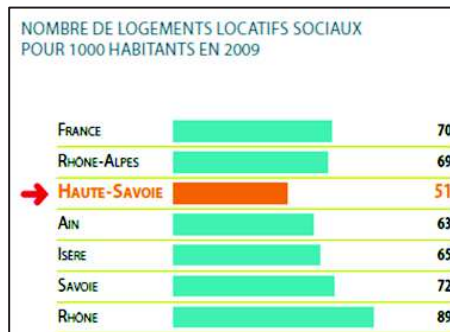 NOMBRE DE LOGEMENTS LOCATIFS SOCIAUX
POUR 1000 HABITANTS EN 2009
FRANCE 70
RHÔNE-ALPES 69
HAUTE-SAVOIE 51
AIN 63
ISÈRE 65
SAVOIE 72
RHÔNE 89